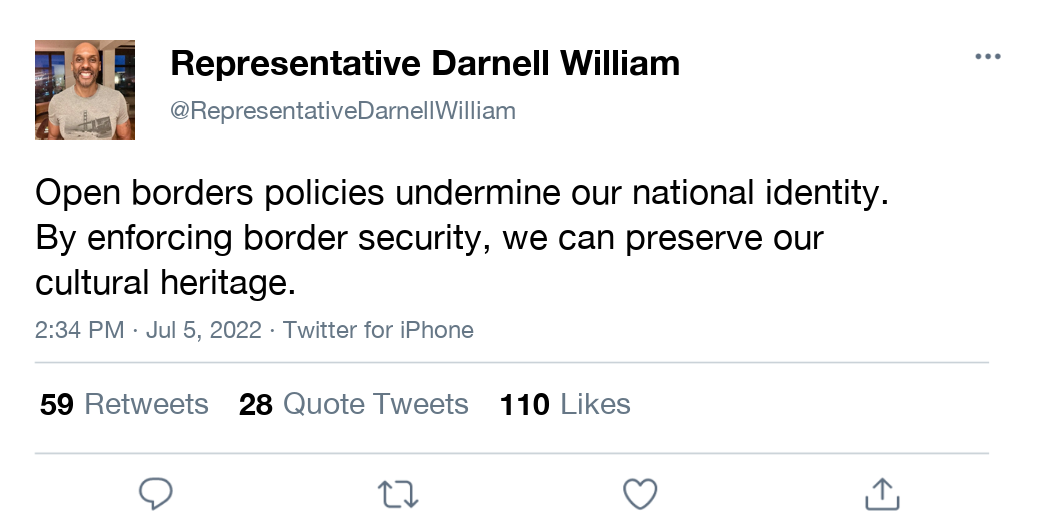 Representative Darnell William
@RepresentativeDarnellWilliam
Open borders policies undermine our national identity.
By enforcing border security, we can preserve our
cultural heritage.
2:34 PM · Jul 5, 2022 · Twitter for iPhone
59 Retweets 28 Quote Tweets 110 Likes